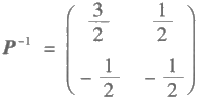 P⁻¹ = ( 3/2 1/2
-1/2 -1/2 )